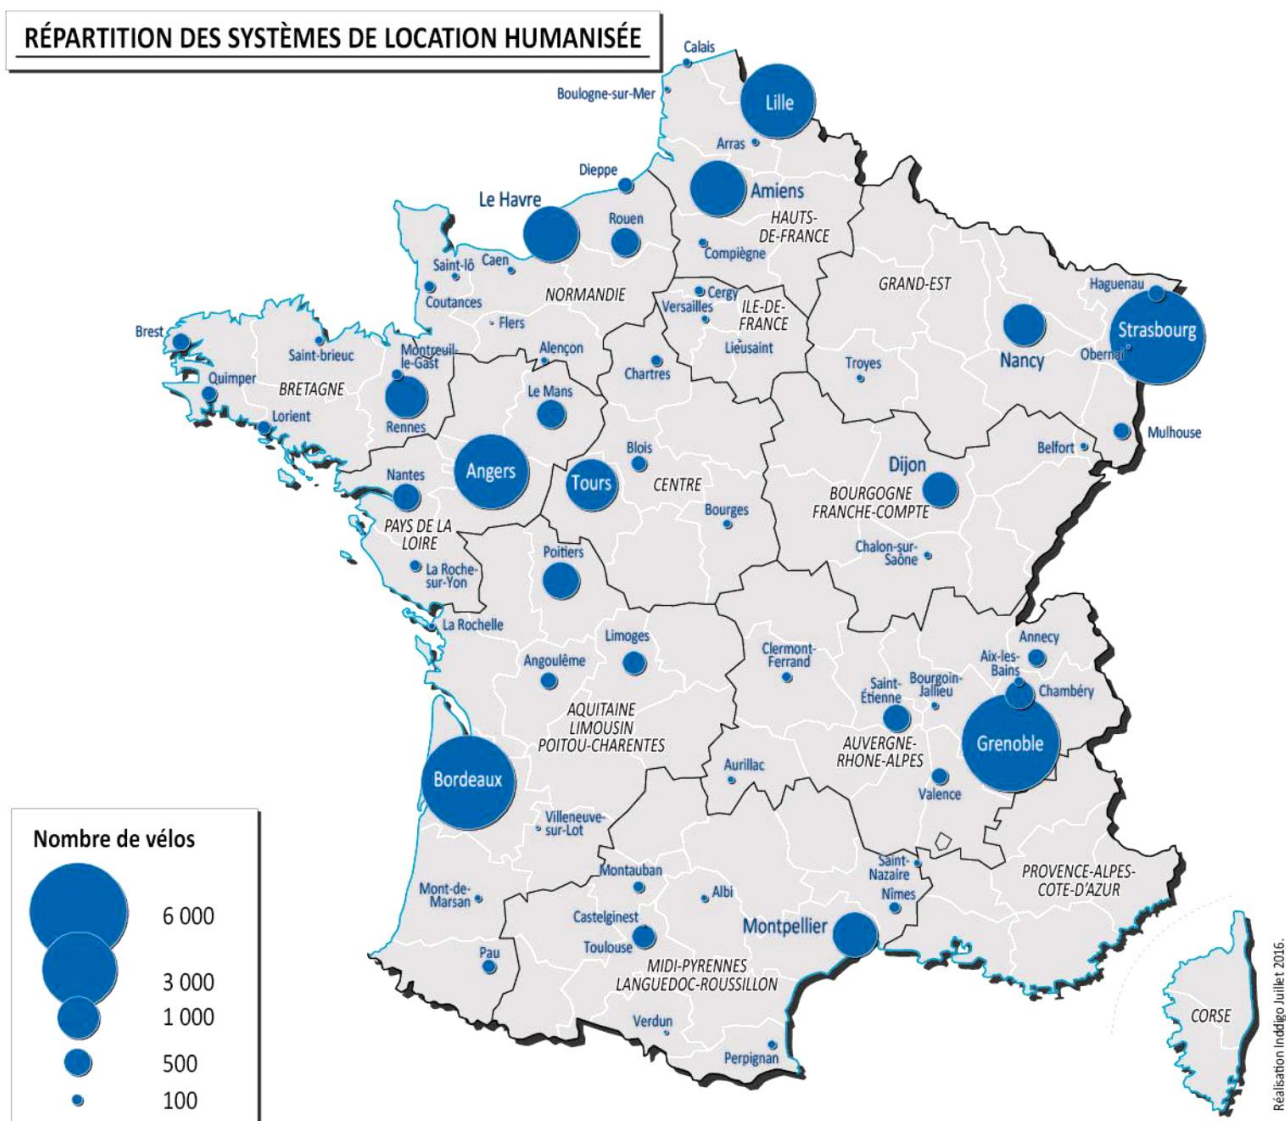 RÉPARTITION DES SYSTÈMES DE LOCATION HUMANISÉE
Calais
Boulogne-sur-Mer
Lille
Arras
Dieppe
Amiens
Le Havre
Rouen
HAUTS-
DE-FRANCE
Compiègne
Saint-lô
Caen
Coutances
NORMANDIE
GRAND-EST
Haguenau
Cergy
Versailles
ILE-DE-
FRANCE
Lieusaint
Strasbourg
Obernai
Nancy
Troyes
Brest
Saint-brieuc
Flers
Montreuil-
le-Gast
Alençon
Chartres
Quimper
BRETAGNE
Le Mans
Lorient
Rennes
Mulhouse
Belfort
Blois
Dijon
Angers
Tours
CENTRE
Nantes
BOURGOGNE
FRANCHE-COMPTE
Bourges
PAYS DE LA
LOIRE
Poitiers
Chalon-sur-
Saône
La Roche-
sur-Yon
La Rochelle
Limoges
Angoulême
Clermont-
Ferrand
Annecy
Aix-les-
Bains
Saint-
Étienne
Bourgoin-
Jallieu
Chambéry
AQUITAINE
LIMOUSIN
POITOU-CHARENTES
AUVERGNE-
RHONE-ALPES
Grenoble
Bordeaux
Aurillac
Valence
Villeneuve-
sur-Lot
Montauban
Saint-
Nazaire
PROVENCE-ALPES-
COTE-D'AZUR
Mont-de-
Marsan
Albi
Nîmes
Castelginest
Toulouse
Montpellier
Pau
MIDI-PYRENNES
LANGUEDOC-ROUSSILLON
Verdun
Perpignan
CORSE
Nombre de vélos
6 000
3 000
1 000
500
100
Réalisation Inddigo Juillet 2016.